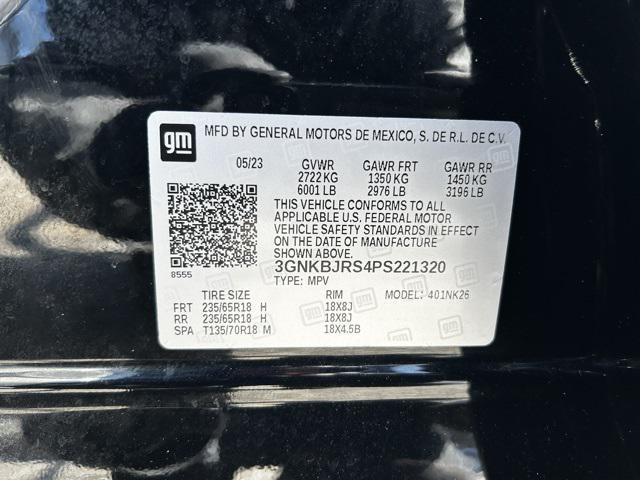 gm MFD BY GENERAL MOTORS DE MEXICO, S. DE R.L. DE C.V.
05/23 GVWR GAWR FRT GAWR RR
2722 KG 1350 KG 1450 KG
6001 LB 2976 LB 3196 LB
THIS VEHICLE CONFORMS TO ALL
APPLICABLE U.S. FEDERAL MOTOR
VEHICLE SAFETY STANDARDS IN EFFECT
ON THE DATE OF MANUFACTURE
SHOWN ABOVE.
3GNKBJRS4PS221320
8555 TYPE: MPV
TIRE SIZE RIM MODEL: 401NK26
FRT 235/65R18 H 18X8J
RR 235/65R18 H 18X8J
SPA T135/70R18 M 18X4.5B